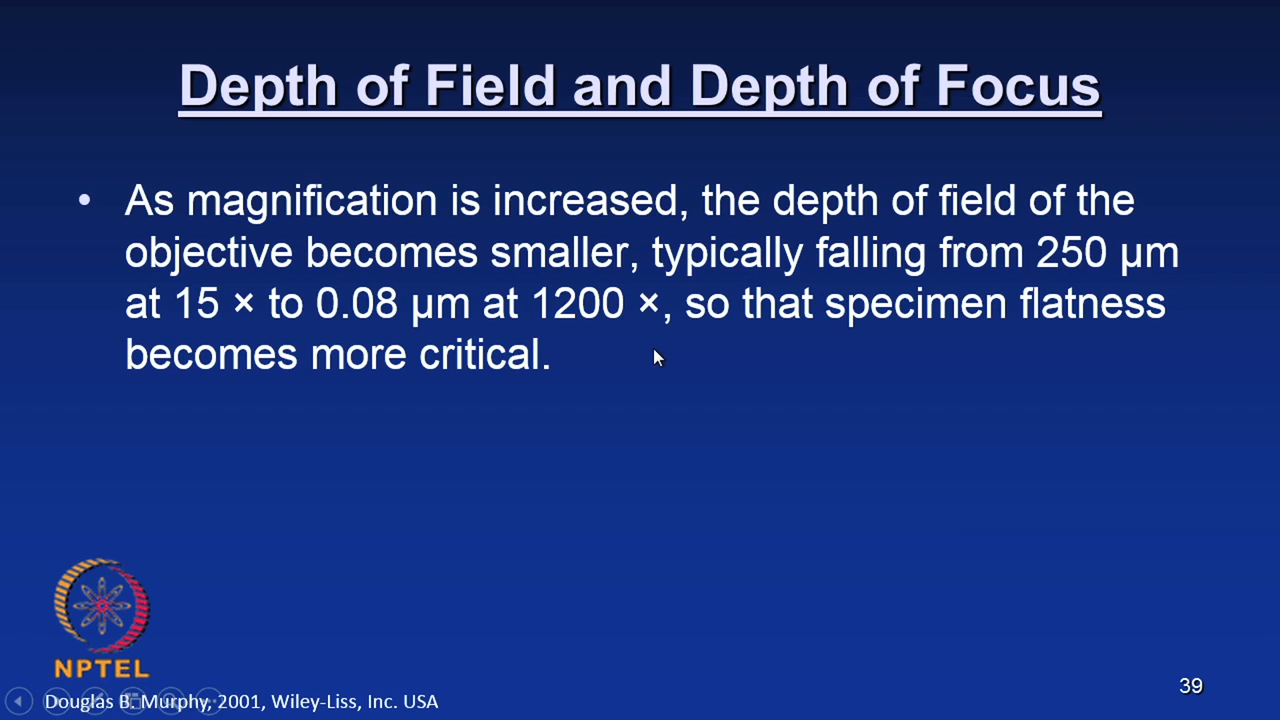 Depth of Field and Depth of Focus
• As magnification is increased, the depth of field of the
objective becomes smaller, typically falling from 250 µm
at 15 × to 0.08 µm at 1200 ×, so that specimen flatness
becomes more critical.
NPTEL
Douglas B. Murphy, 2001, Wiley-Liss, Inc. USA
39